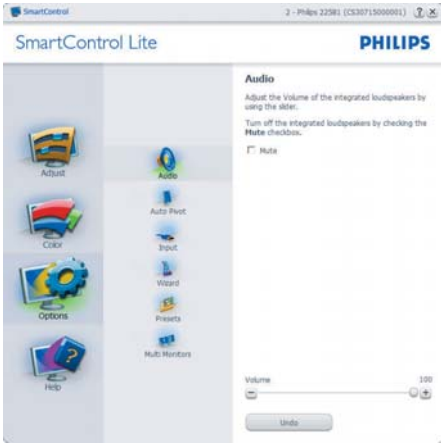 SmartControl
2 - Philips 225B1 (CS30715000001)
SmartControl Lite
PHILIPS
Adjust
Color
Options
Help
Audio
Auto Pivot
Input
Wizard
Presets
Multi Monitors
Audio
Adjust the Volume of the integrated loudspeakers by
using the slider.
Turn off the integrated loudspeakers by checking the
Mute checkbox.
Mute
Volume
100
Undo